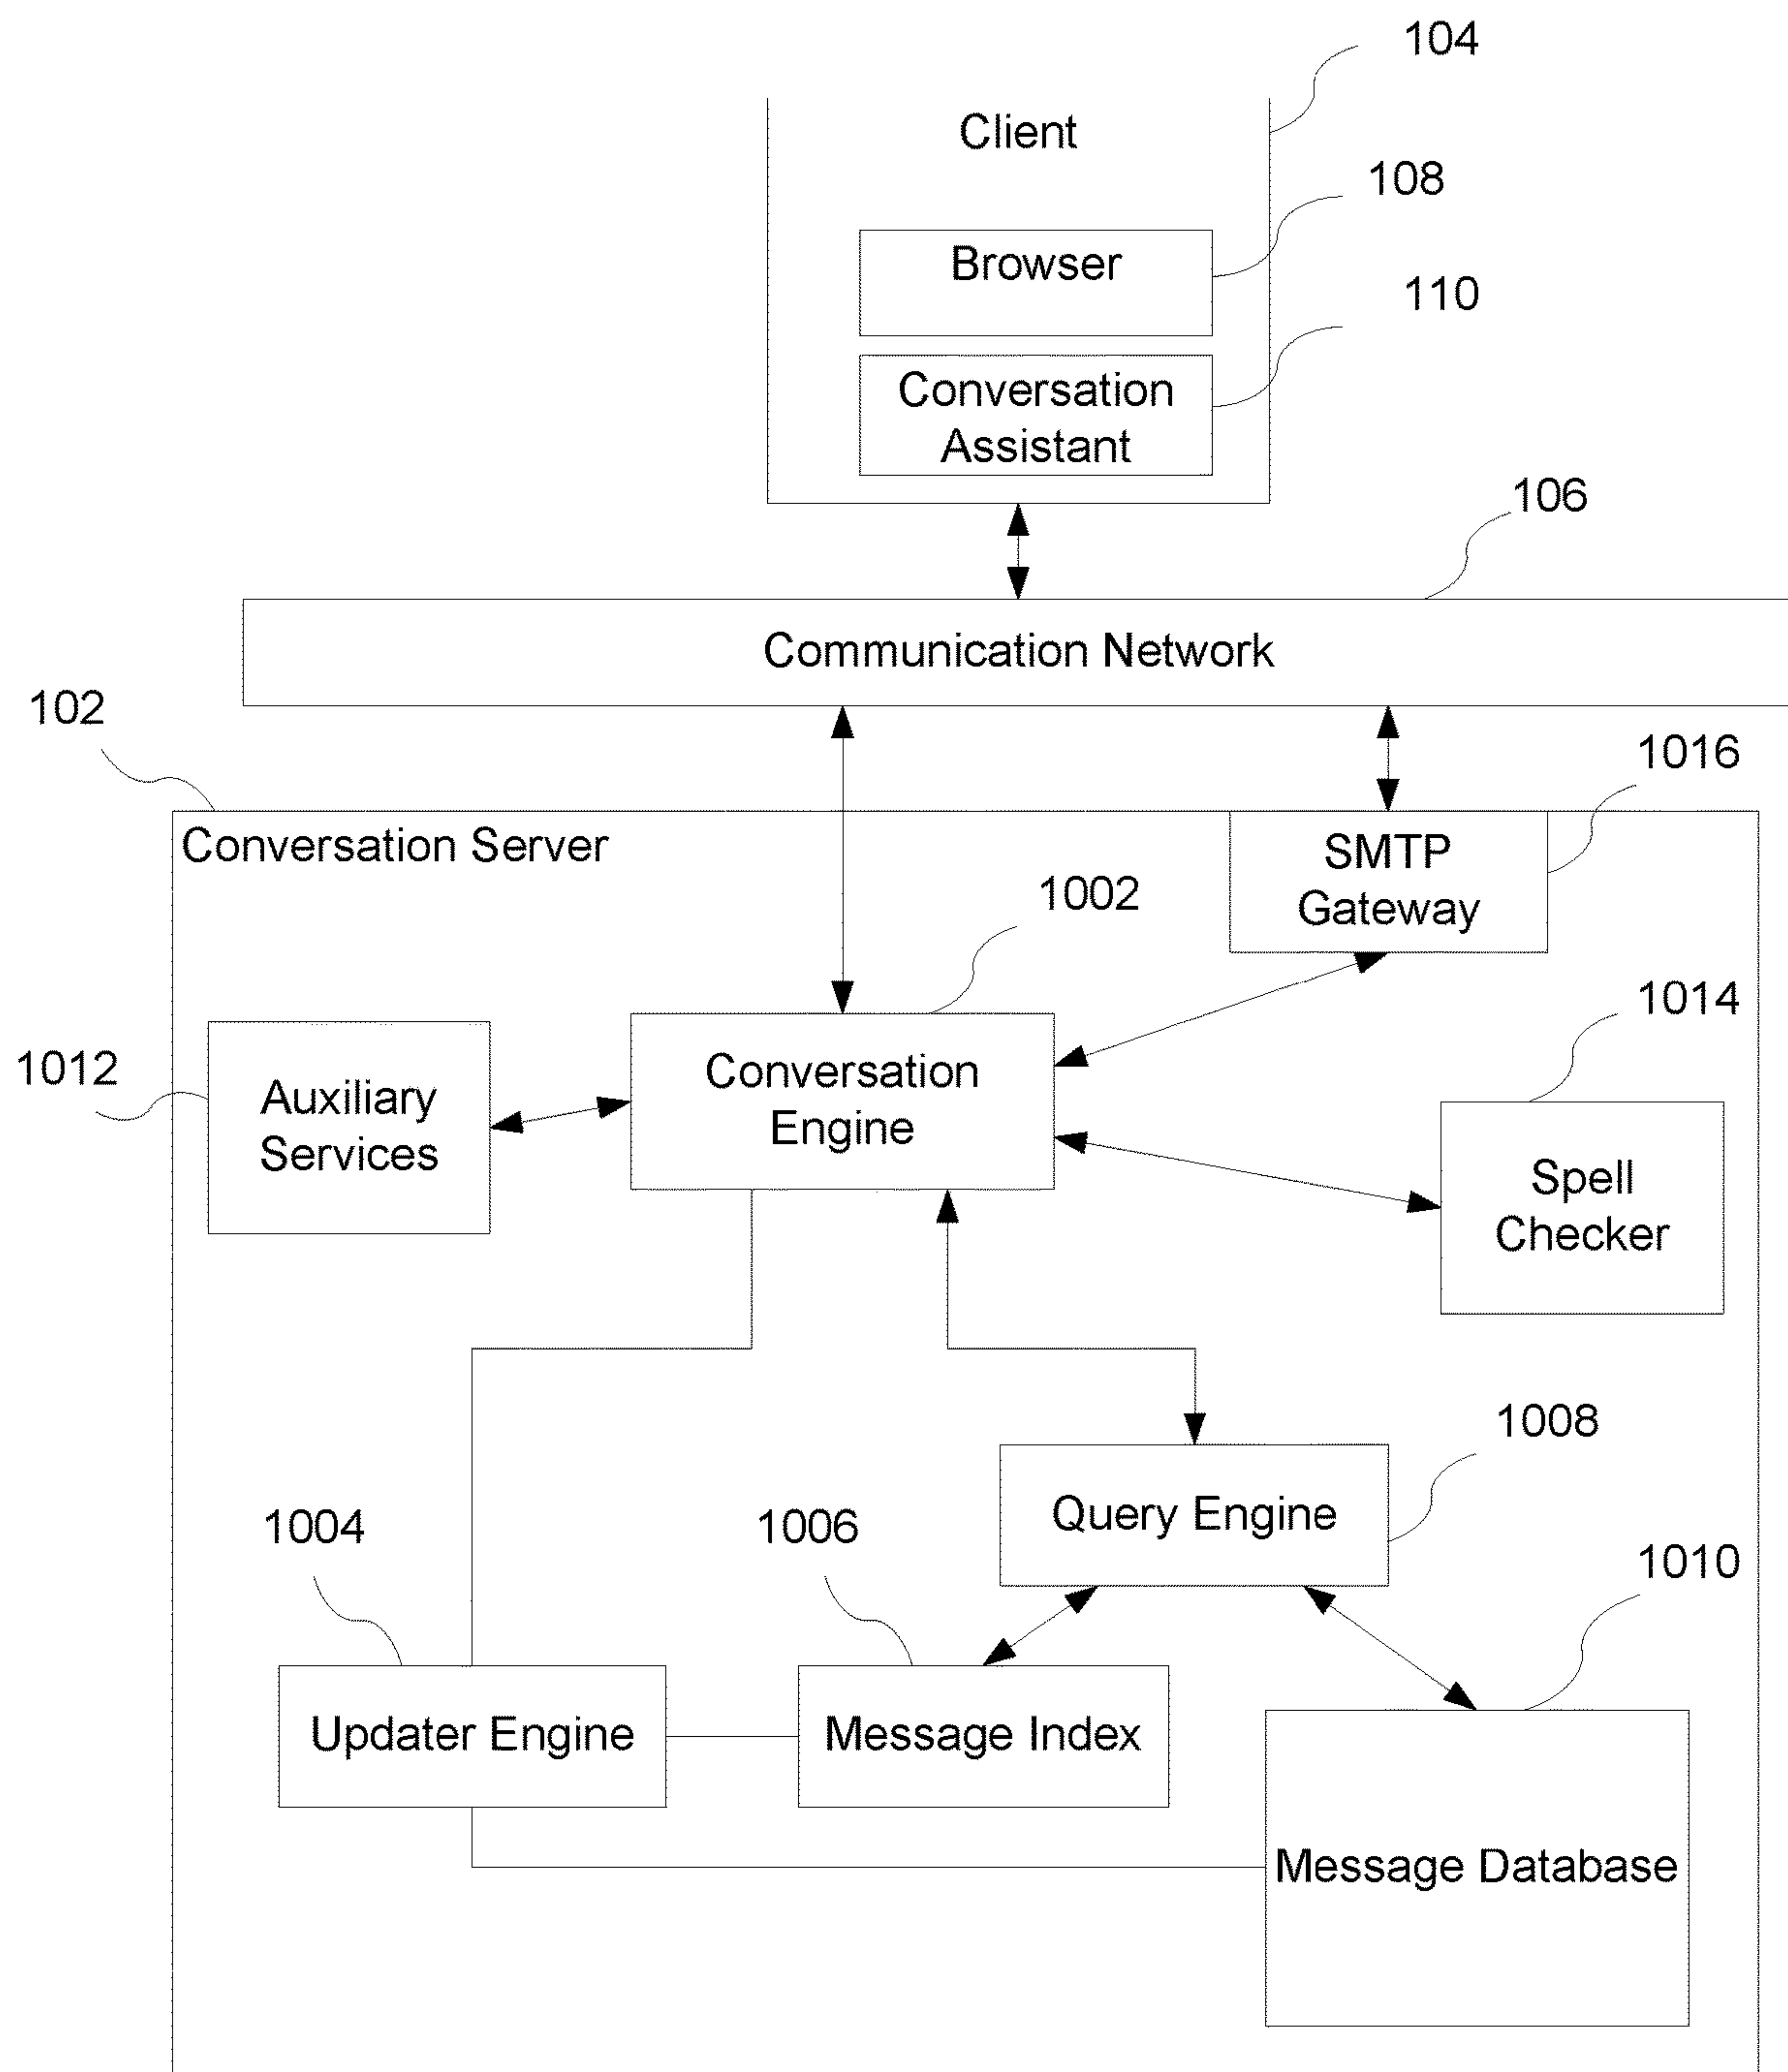 104
Client
108
Browser
110
Conversation
Assistant
106
Communication Network
102
1016
Conversation Server
SMTP
Gateway
1002
1014
1012
Auxiliary
Services
Conversation
Engine
Spell
Checker
1008
Query Engine
1004
1006
1010
Updater Engine
Message Index
Message Database